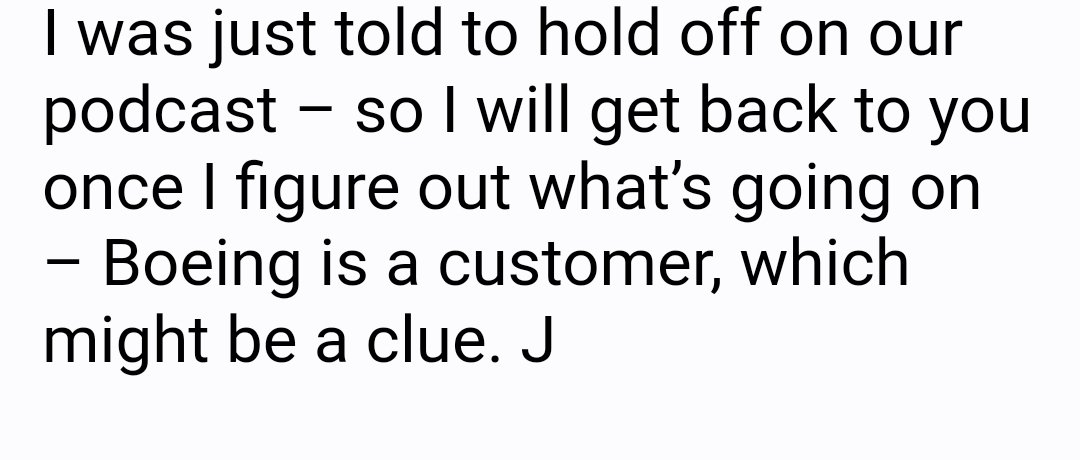 I was just told to hold off on our
podcast – so I will get back to you
once I figure out what’s going on
– Boeing is a customer, which
might be a clue. J